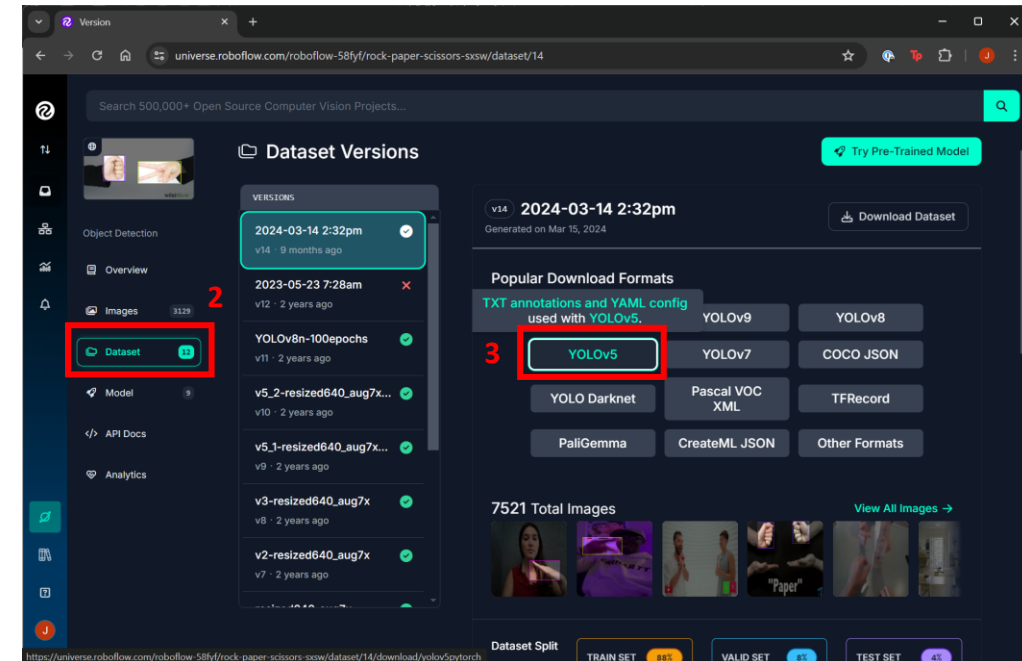 Version
universe.roboflow.com/roboflow-58fyf/rock-paper-scissors-sxsw/dataset/14
Tp
J
Search 500,000+ Open Source Computer Vision Projects...
Dataset Versions
Try Pre-Trained Model
Object Detection
Overview
Images 3129
2
Dataset 12
Model 9
</> API Docs
Analytics
J
VERSIONS
2024-03-14 2:32pm
v14 · 9 months ago
2023-05-23 7:28am
v12 · 2 years ago
YOLOv8n-100epochs
v11 · 2 years ago
v5_2-resized640_aug7x...
v10 · 2 years ago
v5_1-resized640_aug7x...
v9 · 2 years ago
v3-resized640_aug7x
v8 · 2 years ago
v2-resized640_aug7x
v7 · 2 years ago
v14 2024-03-14 2:32pm
Generated on Mar 15, 2024
Download Dataset
Popular Download Formats
TXT annotations and YAML config
used with YOLOv5.
YOLOv9
YOLOv8
3
YOLOv5
YOLOv7
COCO JSON
YOLO Darknet
Pascal VOC
XML
TFRecord
PaliGemma
CreateML JSON
Other Formats
7521 Total Images
View All Images →
"Paper"
Dataset Split
TRAIN SET 88%
VALID SET 8%
TEST SET 4%
https://universe.roboflow.com/roboflow-58fyf/rock-paper-scissors-sxsw/dataset/14/download/yolov5pytorch